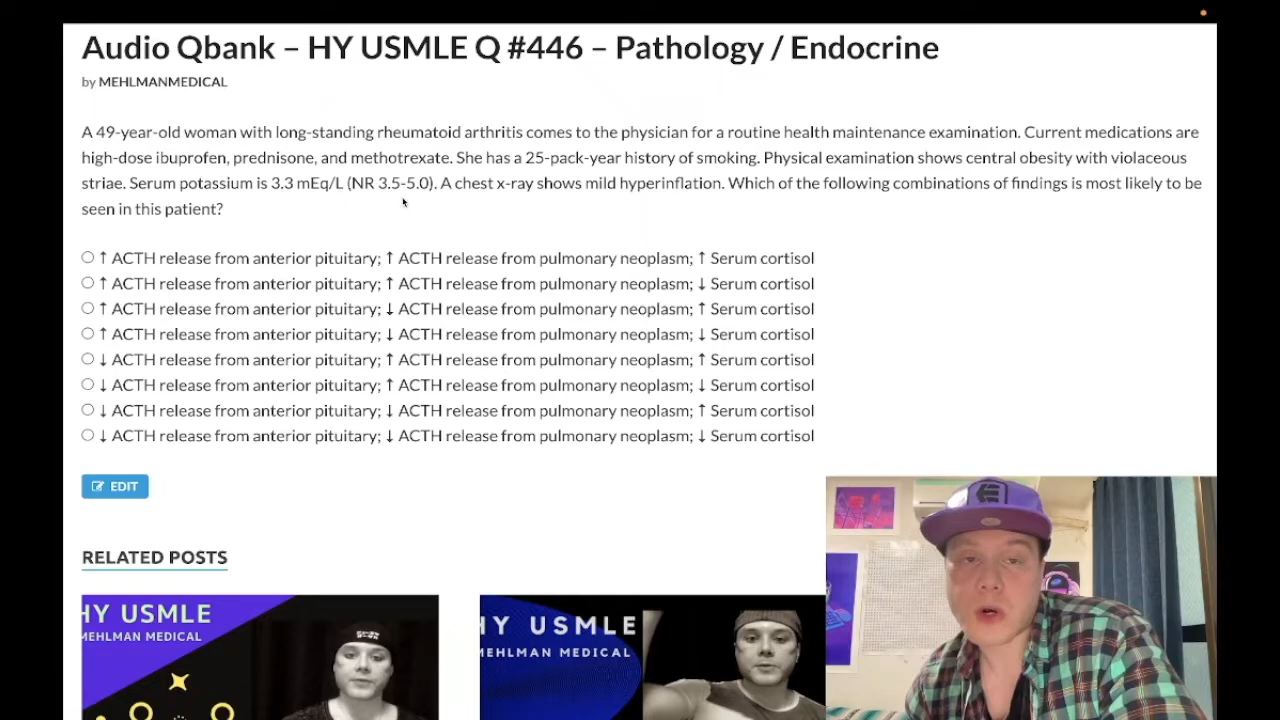 Audio Qbank – HY USMLE Q #446 – Pathology / Endocrine
by MEHLMANMEDICAL
A 49-year-old woman with long-standing rheumatoid arthritis comes to the physician for a routine health maintenance examination. Current medications are
high-dose ibuprofen, prednisone, and methotrexate. She has a 25-pack-year history of smoking. Physical examination shows central obesity with violaceous
striae. Serum potassium is 3.3 mEq/L (NR 3.5-5.0). A chest x-ray shows mild hyperinflation. Which of the following combinations of findings is most likely to be
seen in this patient?
↑ ACTH release from anterior pituitary; ↑ ACTH release from pulmonary neoplasm; ↑ Serum cortisol
↑ ACTH release from anterior pituitary; ↑ ACTH release from pulmonary neoplasm; ↓ Serum cortisol
↑ ACTH release from anterior pituitary; ↓ ACTH release from pulmonary neoplasm; ↑ Serum cortisol
↑ ACTH release from anterior pituitary; ↓ ACTH release from pulmonary neoplasm; ↓ Serum cortisol
↓ ACTH release from anterior pituitary; ↑ ACTH release from pulmonary neoplasm; ↑ Serum cortisol
↓ ACTH release from anterior pituitary; ↑ ACTH release from pulmonary neoplasm; ↓ Serum cortisol
↓ ACTH release from anterior pituitary; ↓ ACTH release from pulmonary neoplasm; ↑ Serum cortisol
↓ ACTH release from anterior pituitary; ↓ ACTH release from pulmonary neoplasm; ↓ Serum cortisol
EDIT
RELATED POSTS
HY USMLE
MEHLMAN MEDICAL
HY USMLE
MEHLMAN MEDICAL